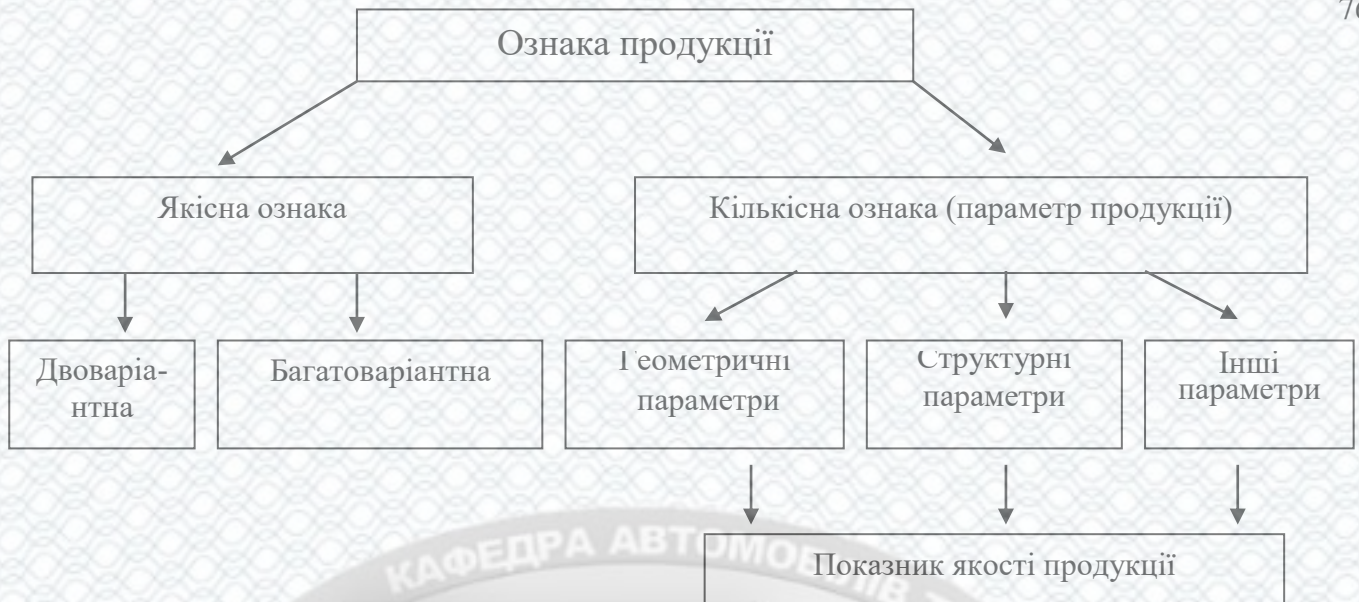 Ознака продукції
Якісна ознака
Кількісна ознака (параметр продукції)
Двоваріа-
нтна
Багатоваріантна
Геометричні
параметри
Структурні
параметри
Інші
параметри
КАФЕДРА АВТОМОБІЛІВ
Показник якості продукції